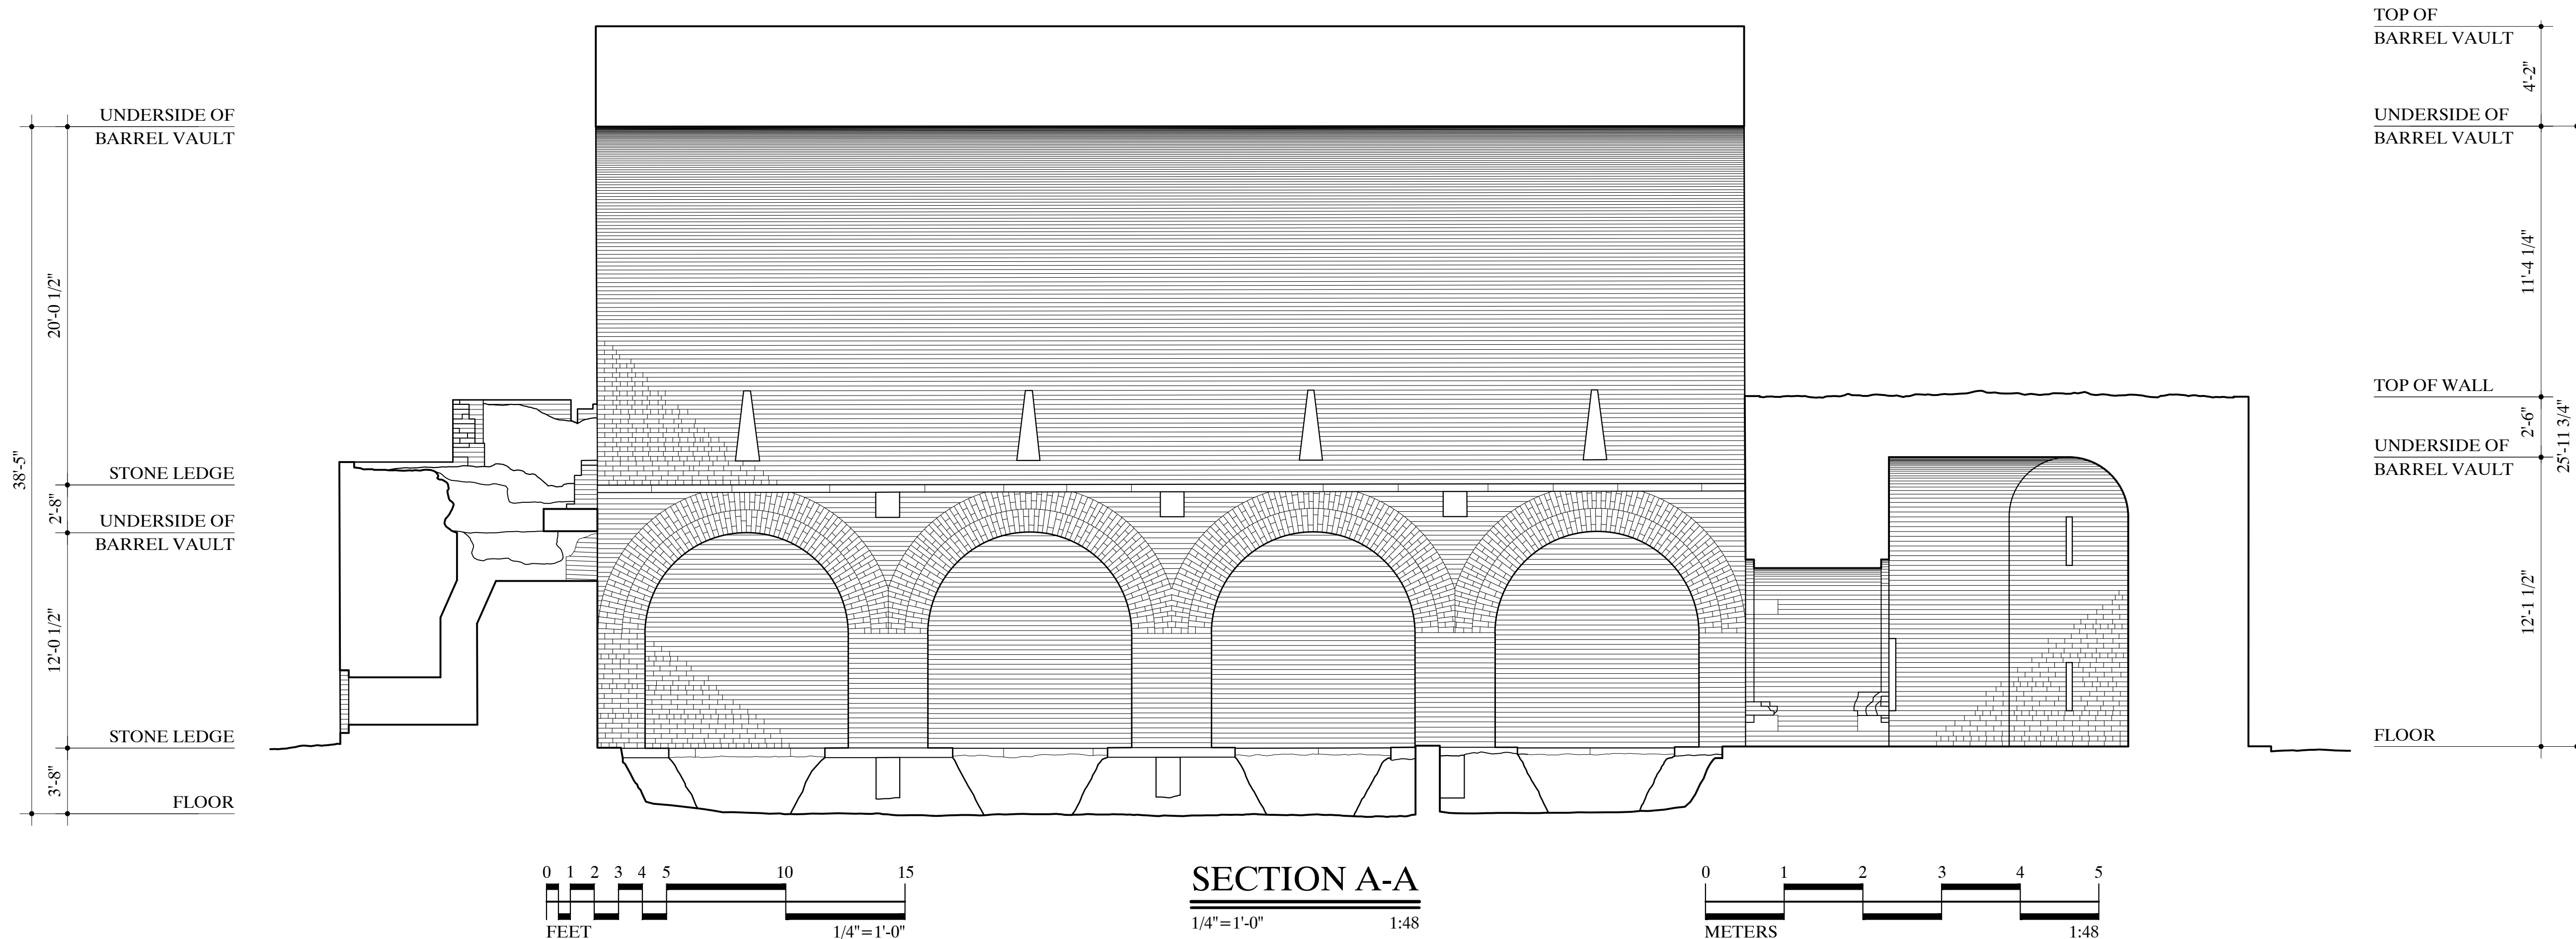 TOP OF
BARREL VAULT
4'-2"
UNDERSIDE OF
BARREL VAULT
UNDERSIDE OF
BARREL VAULT
20'-0 1/2"
11'-4 1/4"
TOP OF WALL
2'-6"
UNDERSIDE OF
BARREL VAULT
25'-11 3/4"
38'-5"
STONE LEDGE
2'-8"
UNDERSIDE OF
BARREL VAULT
12'-0 1/2"
12'-1 1/2"
STONE LEDGE
FLOOR
3'-8"
FLOOR
0 1 2 3 4 5 10 15
FEET 1/4"=1'-0"
SECTION A-A
1/4"=1'-0" 1:48
0 1 2 3 4 5
METERS 1:48